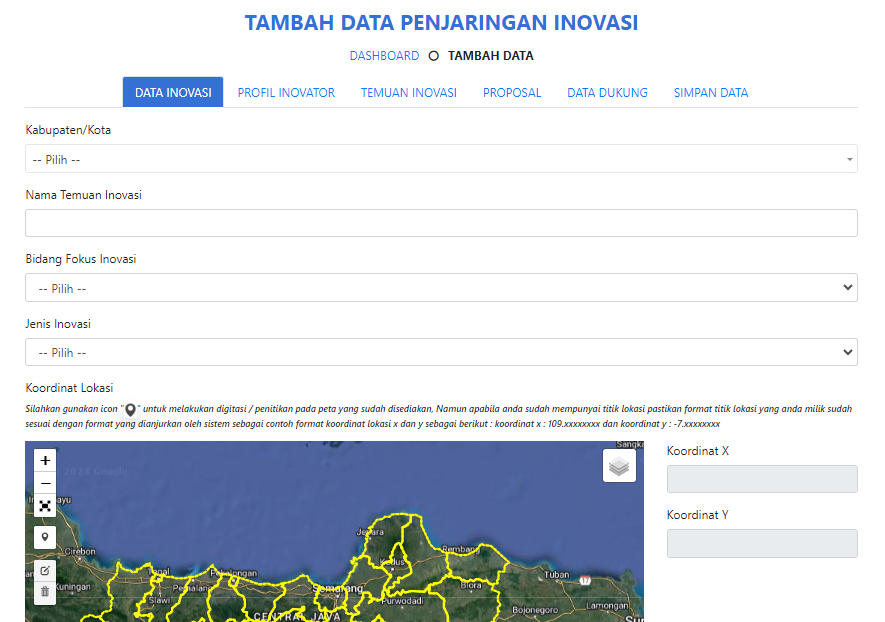 TAMBAH DATA PENJARINGAN INOVASI
DASHBOARD TAMBAH DATA
DATA INOVASI PROFIL INOVATOR TEMUAN INOVASI PROPOSAL DATA DUKUNG SIMPAN DATA
Kabupaten/Kota
-- Pilih --
Nama Temuan Inovasi
Bidang Fokus Inovasi
-- Pilih --
Jenis Inovasi
-- Pilih --
Koordinat Lokasi
Silahkan gunakan icon "" untuk melakukan digitasi / penitikan pada peta yang sudah disediakan, Namun apabila anda sudah mempunyai titik lokasi pastikan format titik lokasi yang anda milik sudah
sesuai dengan format yang dianjurkan oleh sistem sebagai contoh format koordinat lokasi x dan y sebagai berikut : koordinat x : 109.xxxxxxxx dan koordinat y : -7.xxxxxxxx
Koordinat X
Koordinat Y
+
−
Google
Cirebon
Kuningan
Slawi
Pemalang
Pekalongan
Semarang
CENTRAL JAVA
Jepara
Kudus
Rembang
Purwodadi
Blora
Tuban
17
Bojonegoro
Lamongan